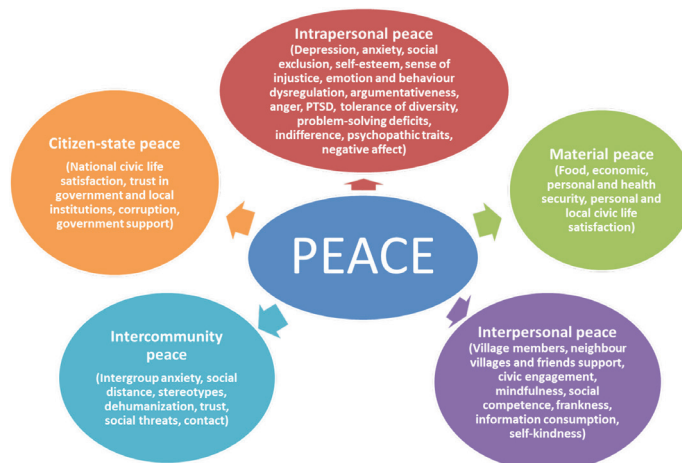 Intrapersonal peace
(Depression, anxiety, social
exclusion, self-esteem, sense of
injustice, emotion and behaviour
dysregulation, argumentativeness,
anger, PTSD, tolerance of diversity,
problem-solving deficits,
indifference, psychopathic traits,
negative affect)
Citizen-state peace
(National civic life
satisfaction, trust in
government and local
institutions, corruption,
government support)
Material peace
(Food, economic,
personal and health
security, personal and
local civic life
satisfaction)
PEACE
Intercommunity
peace
(Intergroup anxiety, social
distance, stereotypes,
dehumanization, trust,
social threats, contact)
Interpersonal peace
(Village members, neighbour
villages and friends support,
civic engagement,
mindfulness, social
competence, frankness,
information consumption,
self-kindness)